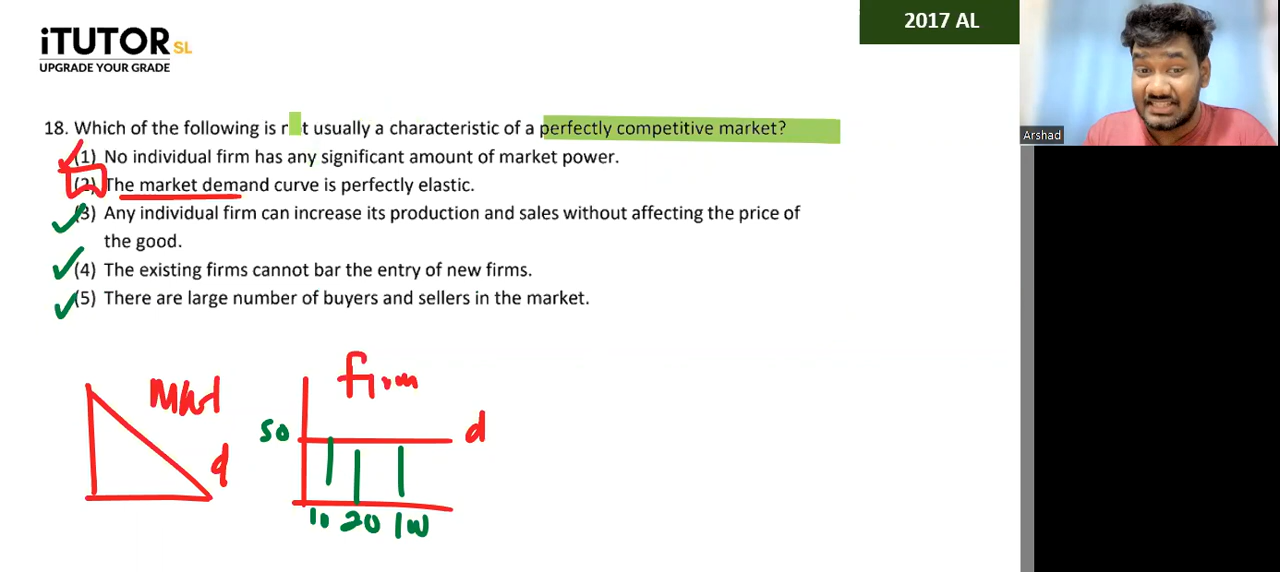 2017 AL
iTUTOR SL
UPGRADE YOUR GRADE
Arshad
18. Which of the following is n t usually a characteristic of a perfectly competitive market?
(1) No individual firm has any significant amount of market power.
(2) The market demand curve is perfectly elastic.
(3) Any individual firm can increase its production and sales without affecting the price of
the good.
(4) The existing firms cannot bar the entry of new firms.
(5) There are large number of buyers and sellers in the market.
firm
d
50
d
10 20 100